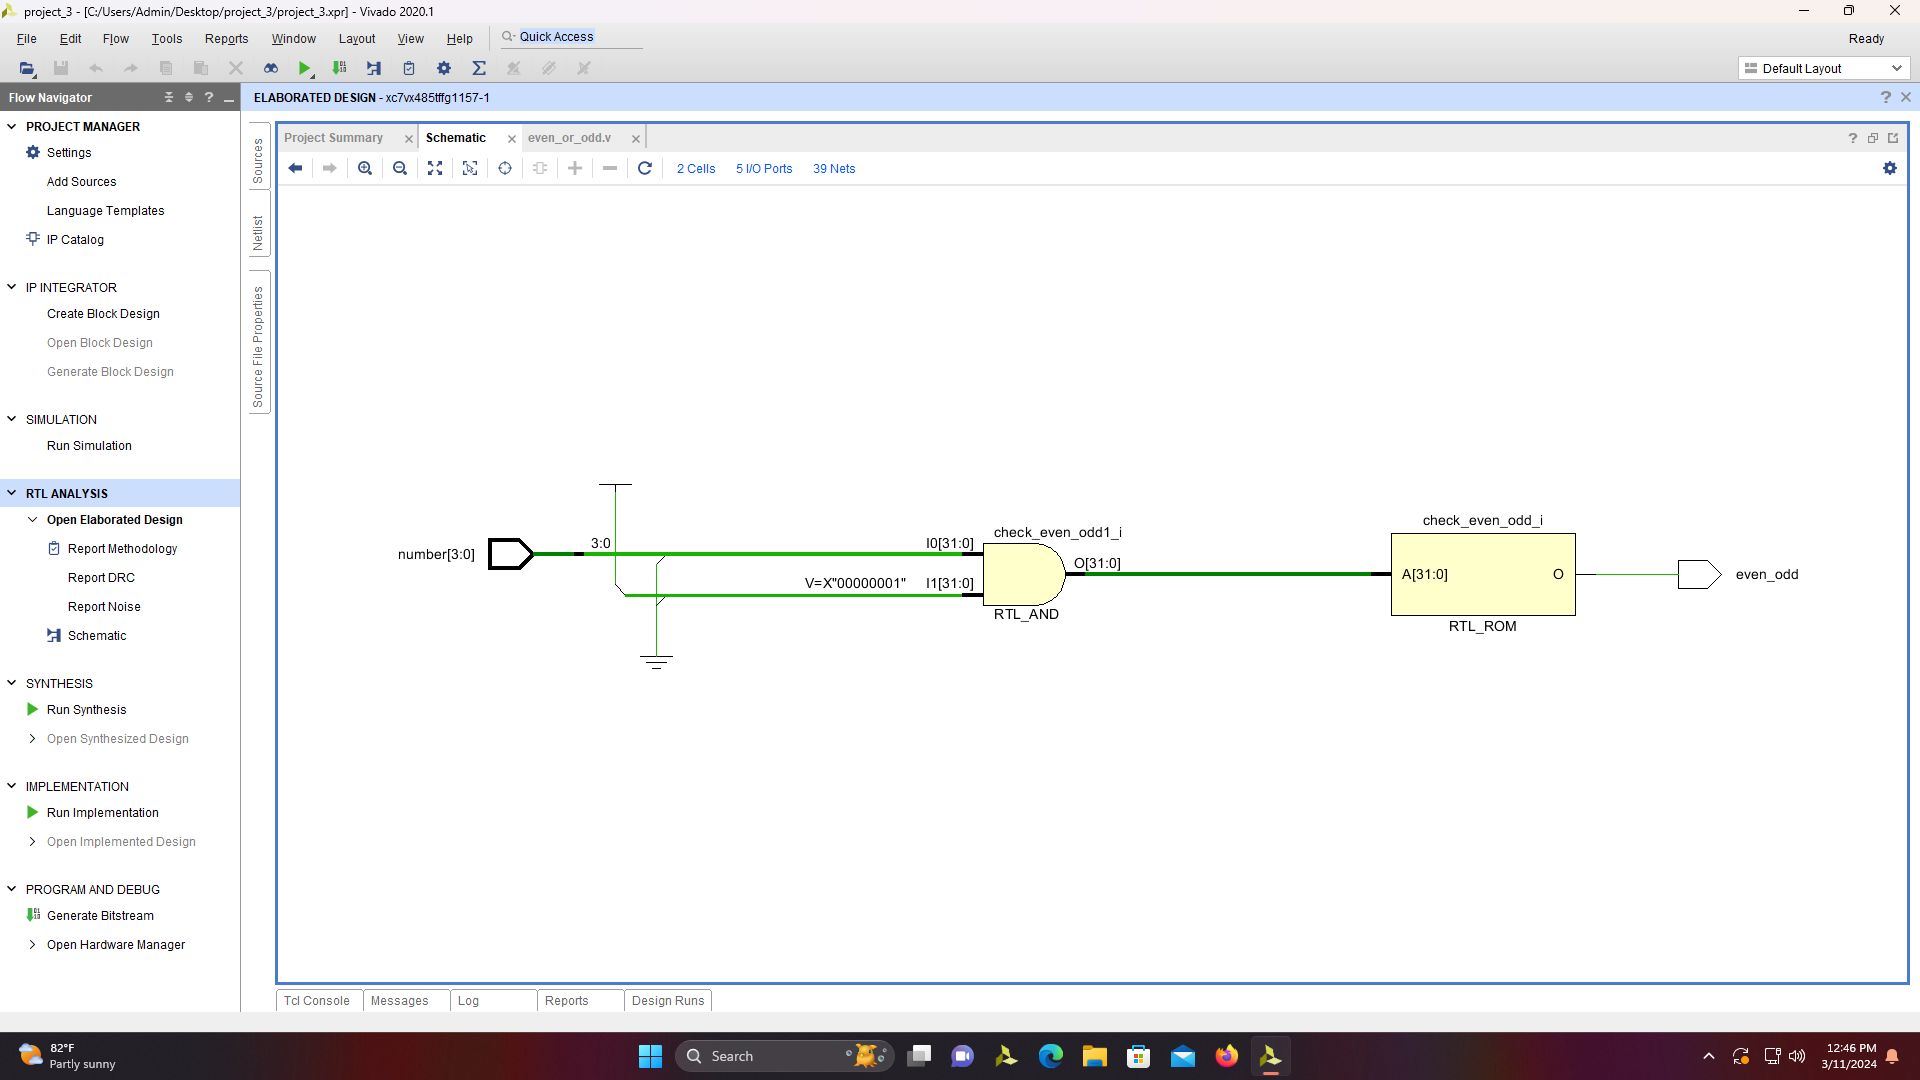 project_3 - [C:/Users/Admin/Desktop/project_3/project_3.xpr] - Vivado 2020.1
File Edit Flow Tools Reports Window Layout View Help Quick Access Ready
Default Layout
Flow Navigator
ELABORATED DESIGN - xc7vx485tffg1157-1
PROJECT MANAGER
Settings
Add Sources
Language Templates
IP Catalog
IP INTEGRATOR
Create Block Design
Open Block Design
Generate Block Design
SIMULATION
Run Simulation
RTL ANALYSIS
Open Elaborated Design
Report Methodology
Report DRC
Report Noise
Schematic
SYNTHESIS
Run Synthesis
Open Synthesized Design
IMPLEMENTATION
Run Implementation
Open Implemented Design
PROGRAM AND DEBUG
Generate Bitstream
Open Hardware Manager
Sources
Netlist
Source File Properties
Project Summary Schematic even_or_odd.v
2 Cells 5 I/O Ports 39 Nets
number[3:0]
3:0
V=X"00000001"
I0[31:0]
I1[31:0]
check_even_odd1_i
O[31:0]
RTL_AND
check_even_odd_i
A[31:0] O
RTL_ROM
even_odd
Tcl Console Messages Log Reports Design Runs
82°F
Partly sunny
Search
12:46 PM
3/11/2024